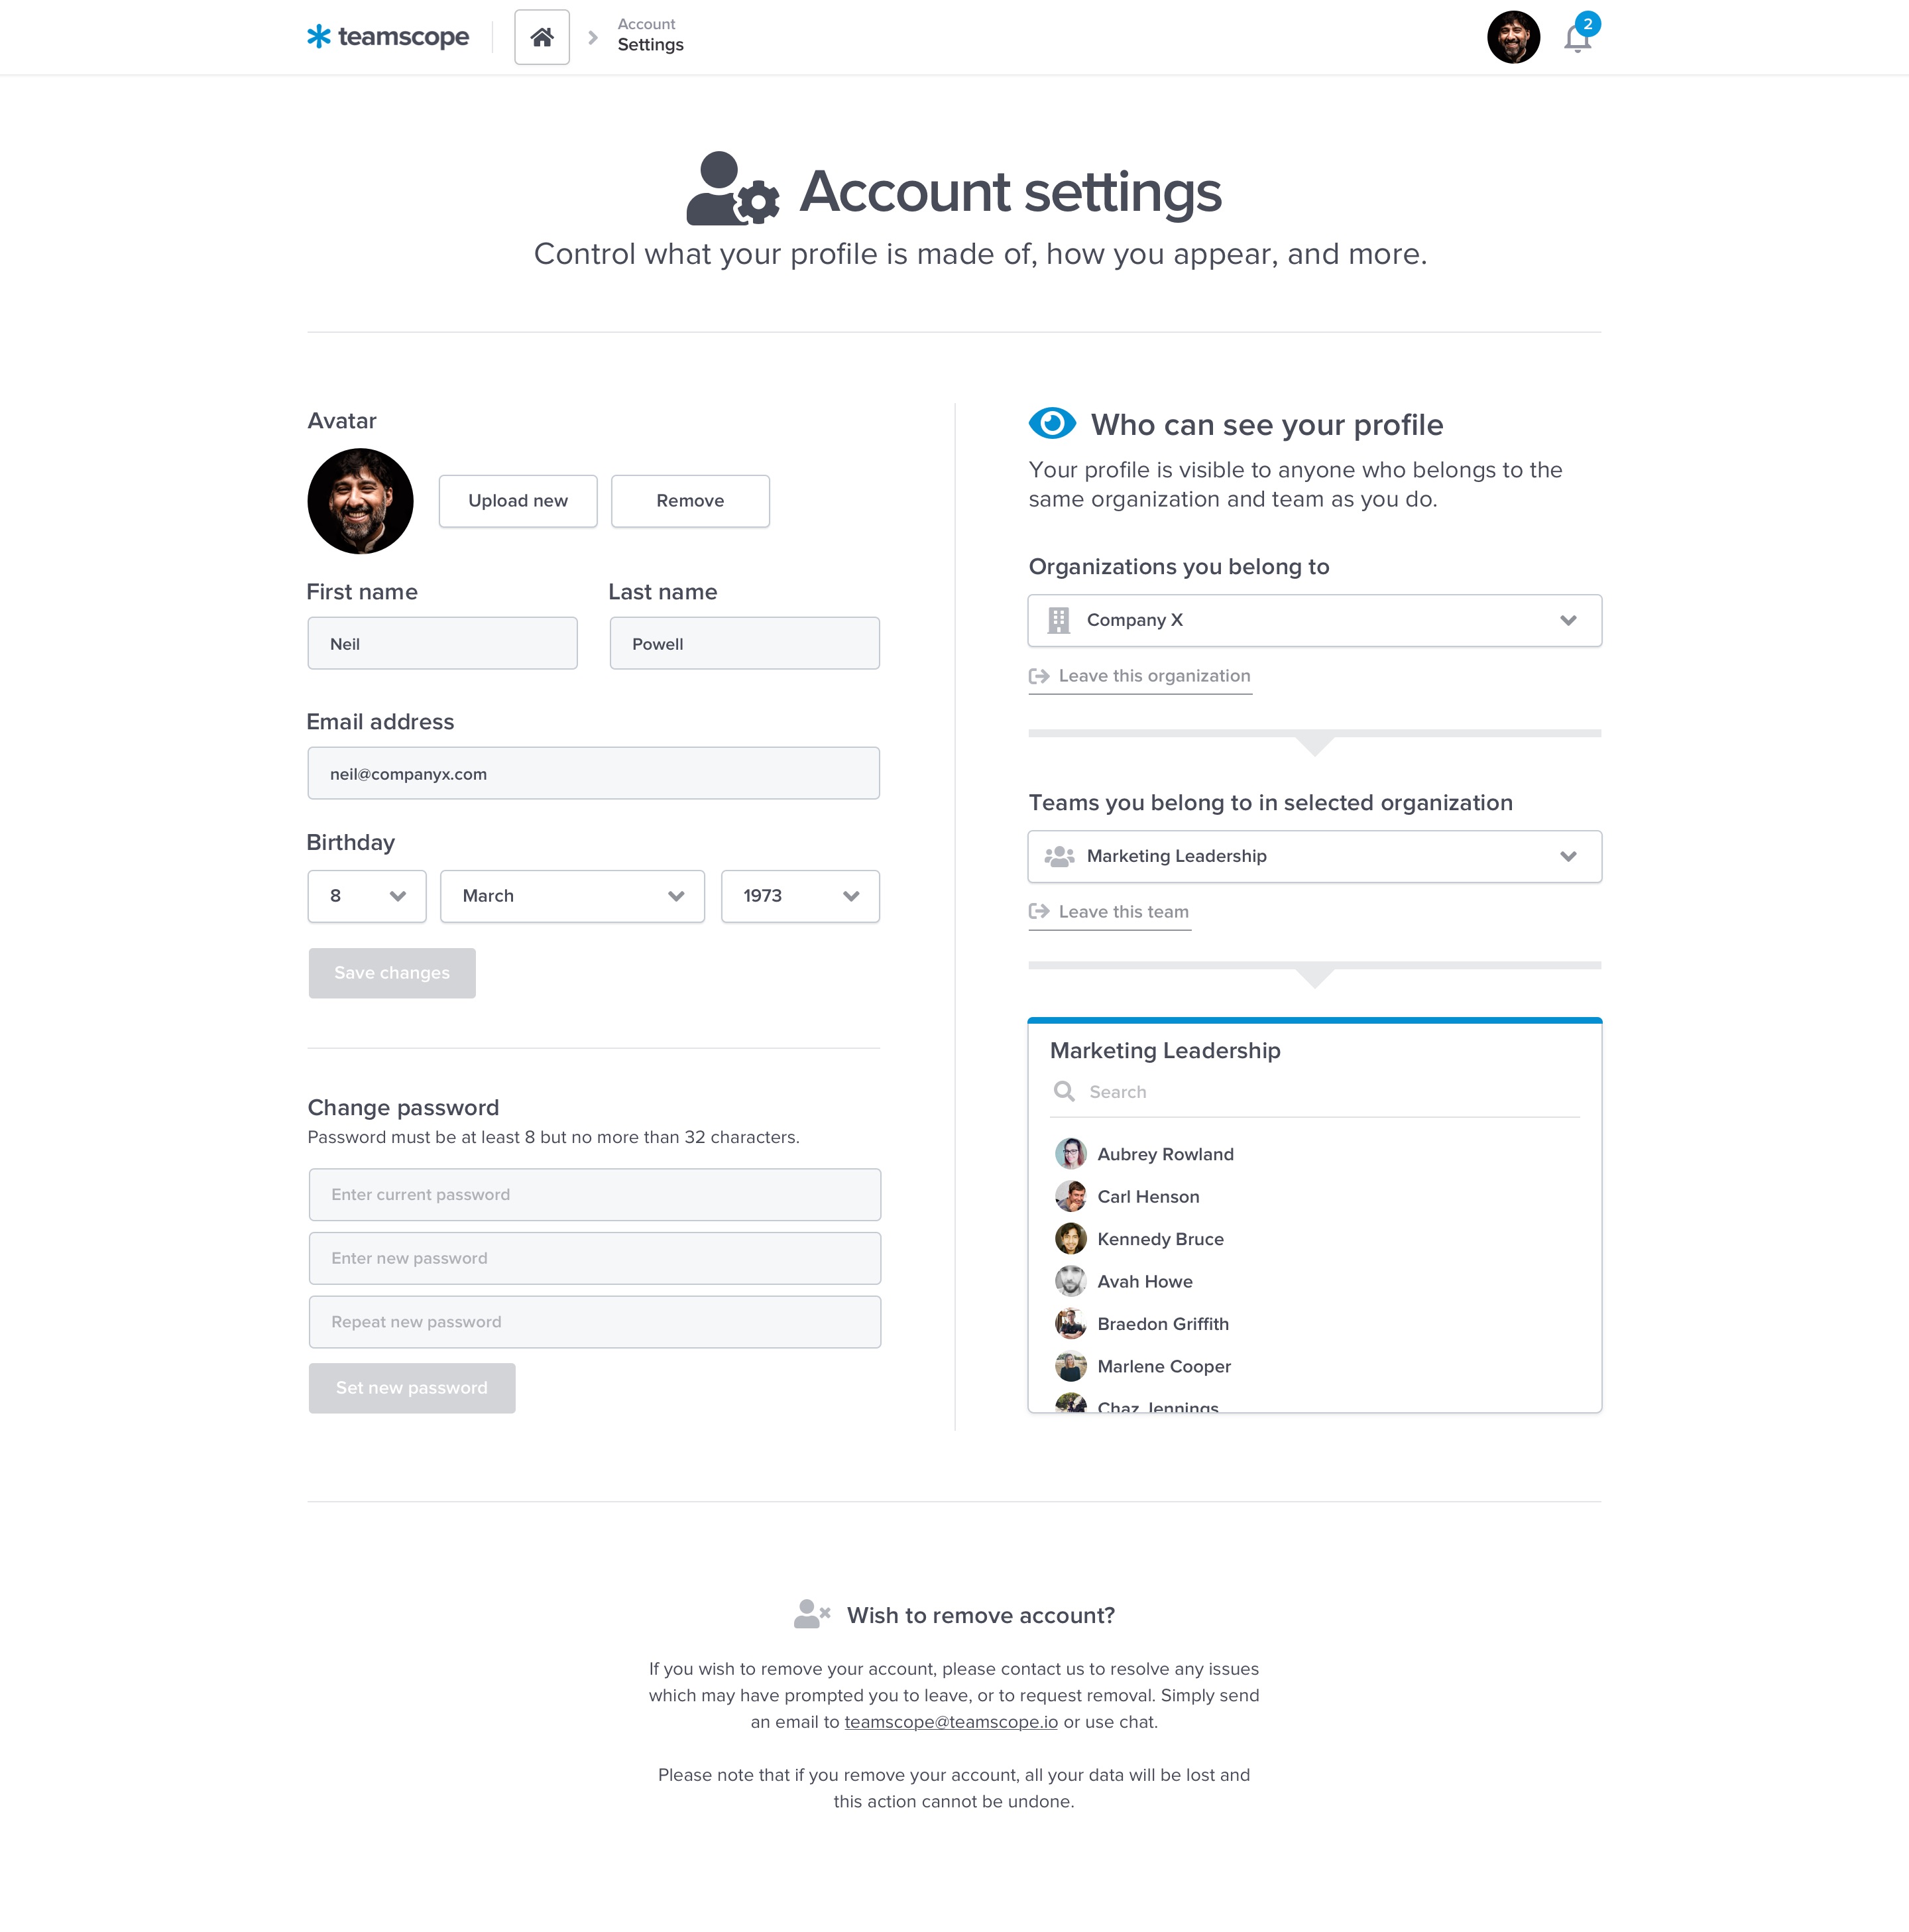 teamscope
Account
Settings
2
Account settings
Control what your profile is made of, how you appear, and more.
Avatar
Upload new
Remove
First name
Last name
Neil
Powell
Email address
neil@companyx.com
Birthday
8
March
1973
Save changes
Change password
Password must be at least 8 but no more than 32 characters.
Enter current password
Enter new password
Repeat new password
Set new password
Who can see your profile
Your profile is visible to anyone who belongs to the
same organization and team as you do.
Organizations you belong to
Company X
Leave this organization
Teams you belong to in selected organization
Marketing Leadership
Leave this team
Marketing Leadership
Search
Aubrey Rowland
Carl Henson
Kennedy Bruce
Avah Howe
Braedon Griffith
Marlene Cooper
Chaz Jennings
Wish to remove account?
If you wish to remove your account, please contact us to resolve any issues
which may have prompted you to leave, or to request removal. Simply send
an email to teamscope@teamscope.io or use chat.
Please note that if you remove your account, all your data will be lost and
this action cannot be undone.